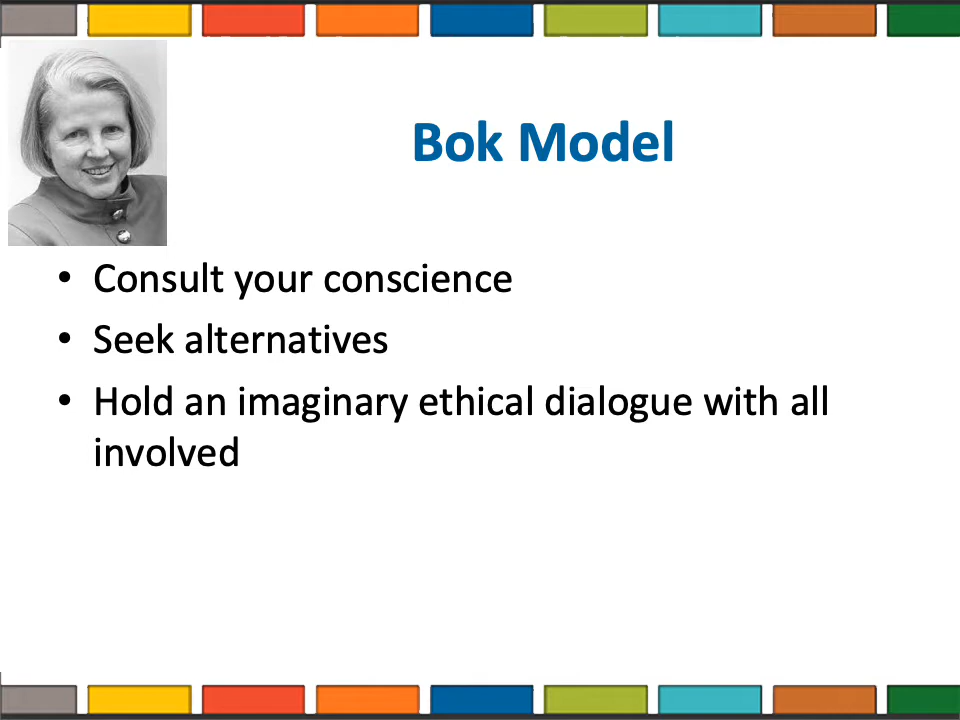 Bok Model
• Consult your conscience
• Seek alternatives
• Hold an imaginary ethical dialogue with all
involved